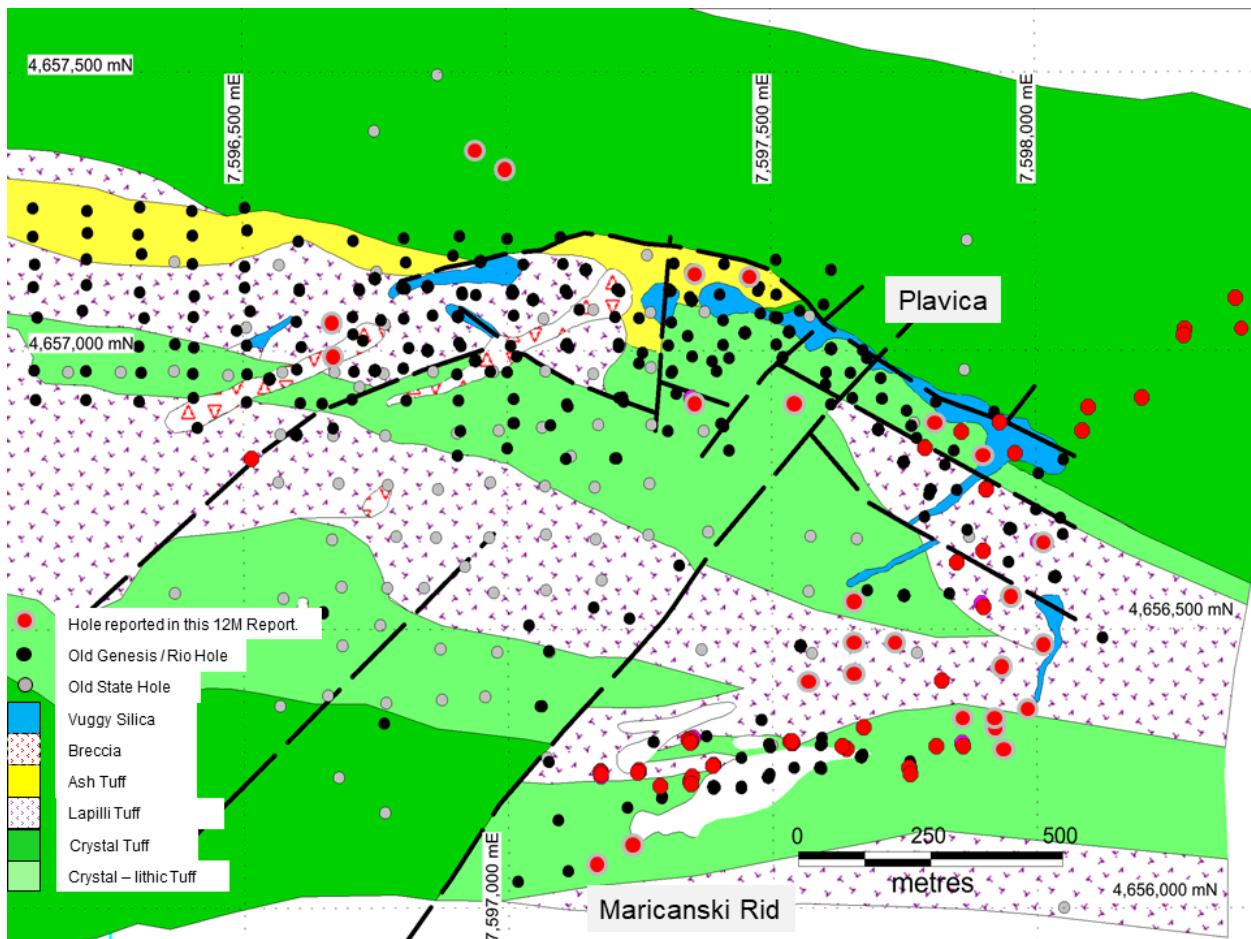 4,657,500 mN
7,596,500 mE
7,597,500 mE
7,598,000 mE
Plavica
4,657,000 mN
4,656,500 mN
Hole reported in this 12M Report.
Old Genesis / Rio Hole
Old State Hole
Vuggy Silica
Breccia
Ash Tuff
Lapilli Tuff
Crystal Tuff
Crystal – lithic Tuff
7,597,000 mE
0 250 500
metres
4,656,000 mN
Maricanski Rid